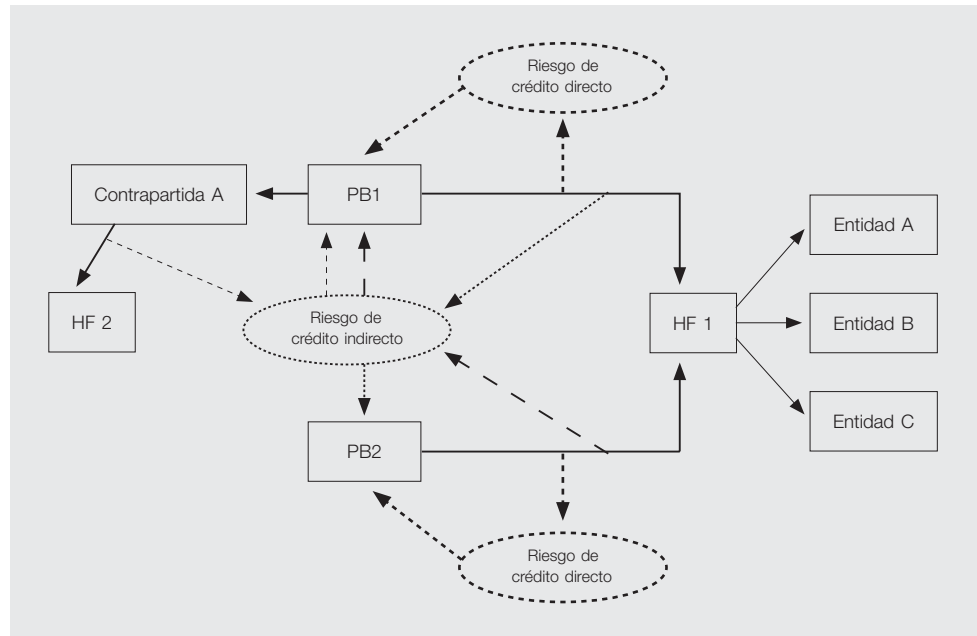 Riesgo de
crédito directo
Contrapartida A
PB1
Entidad A
HF 2
Riesgo de
crédito indirecto
HF 1
Entidad B
Entidad C
PB2
Riesgo de
crédito directo